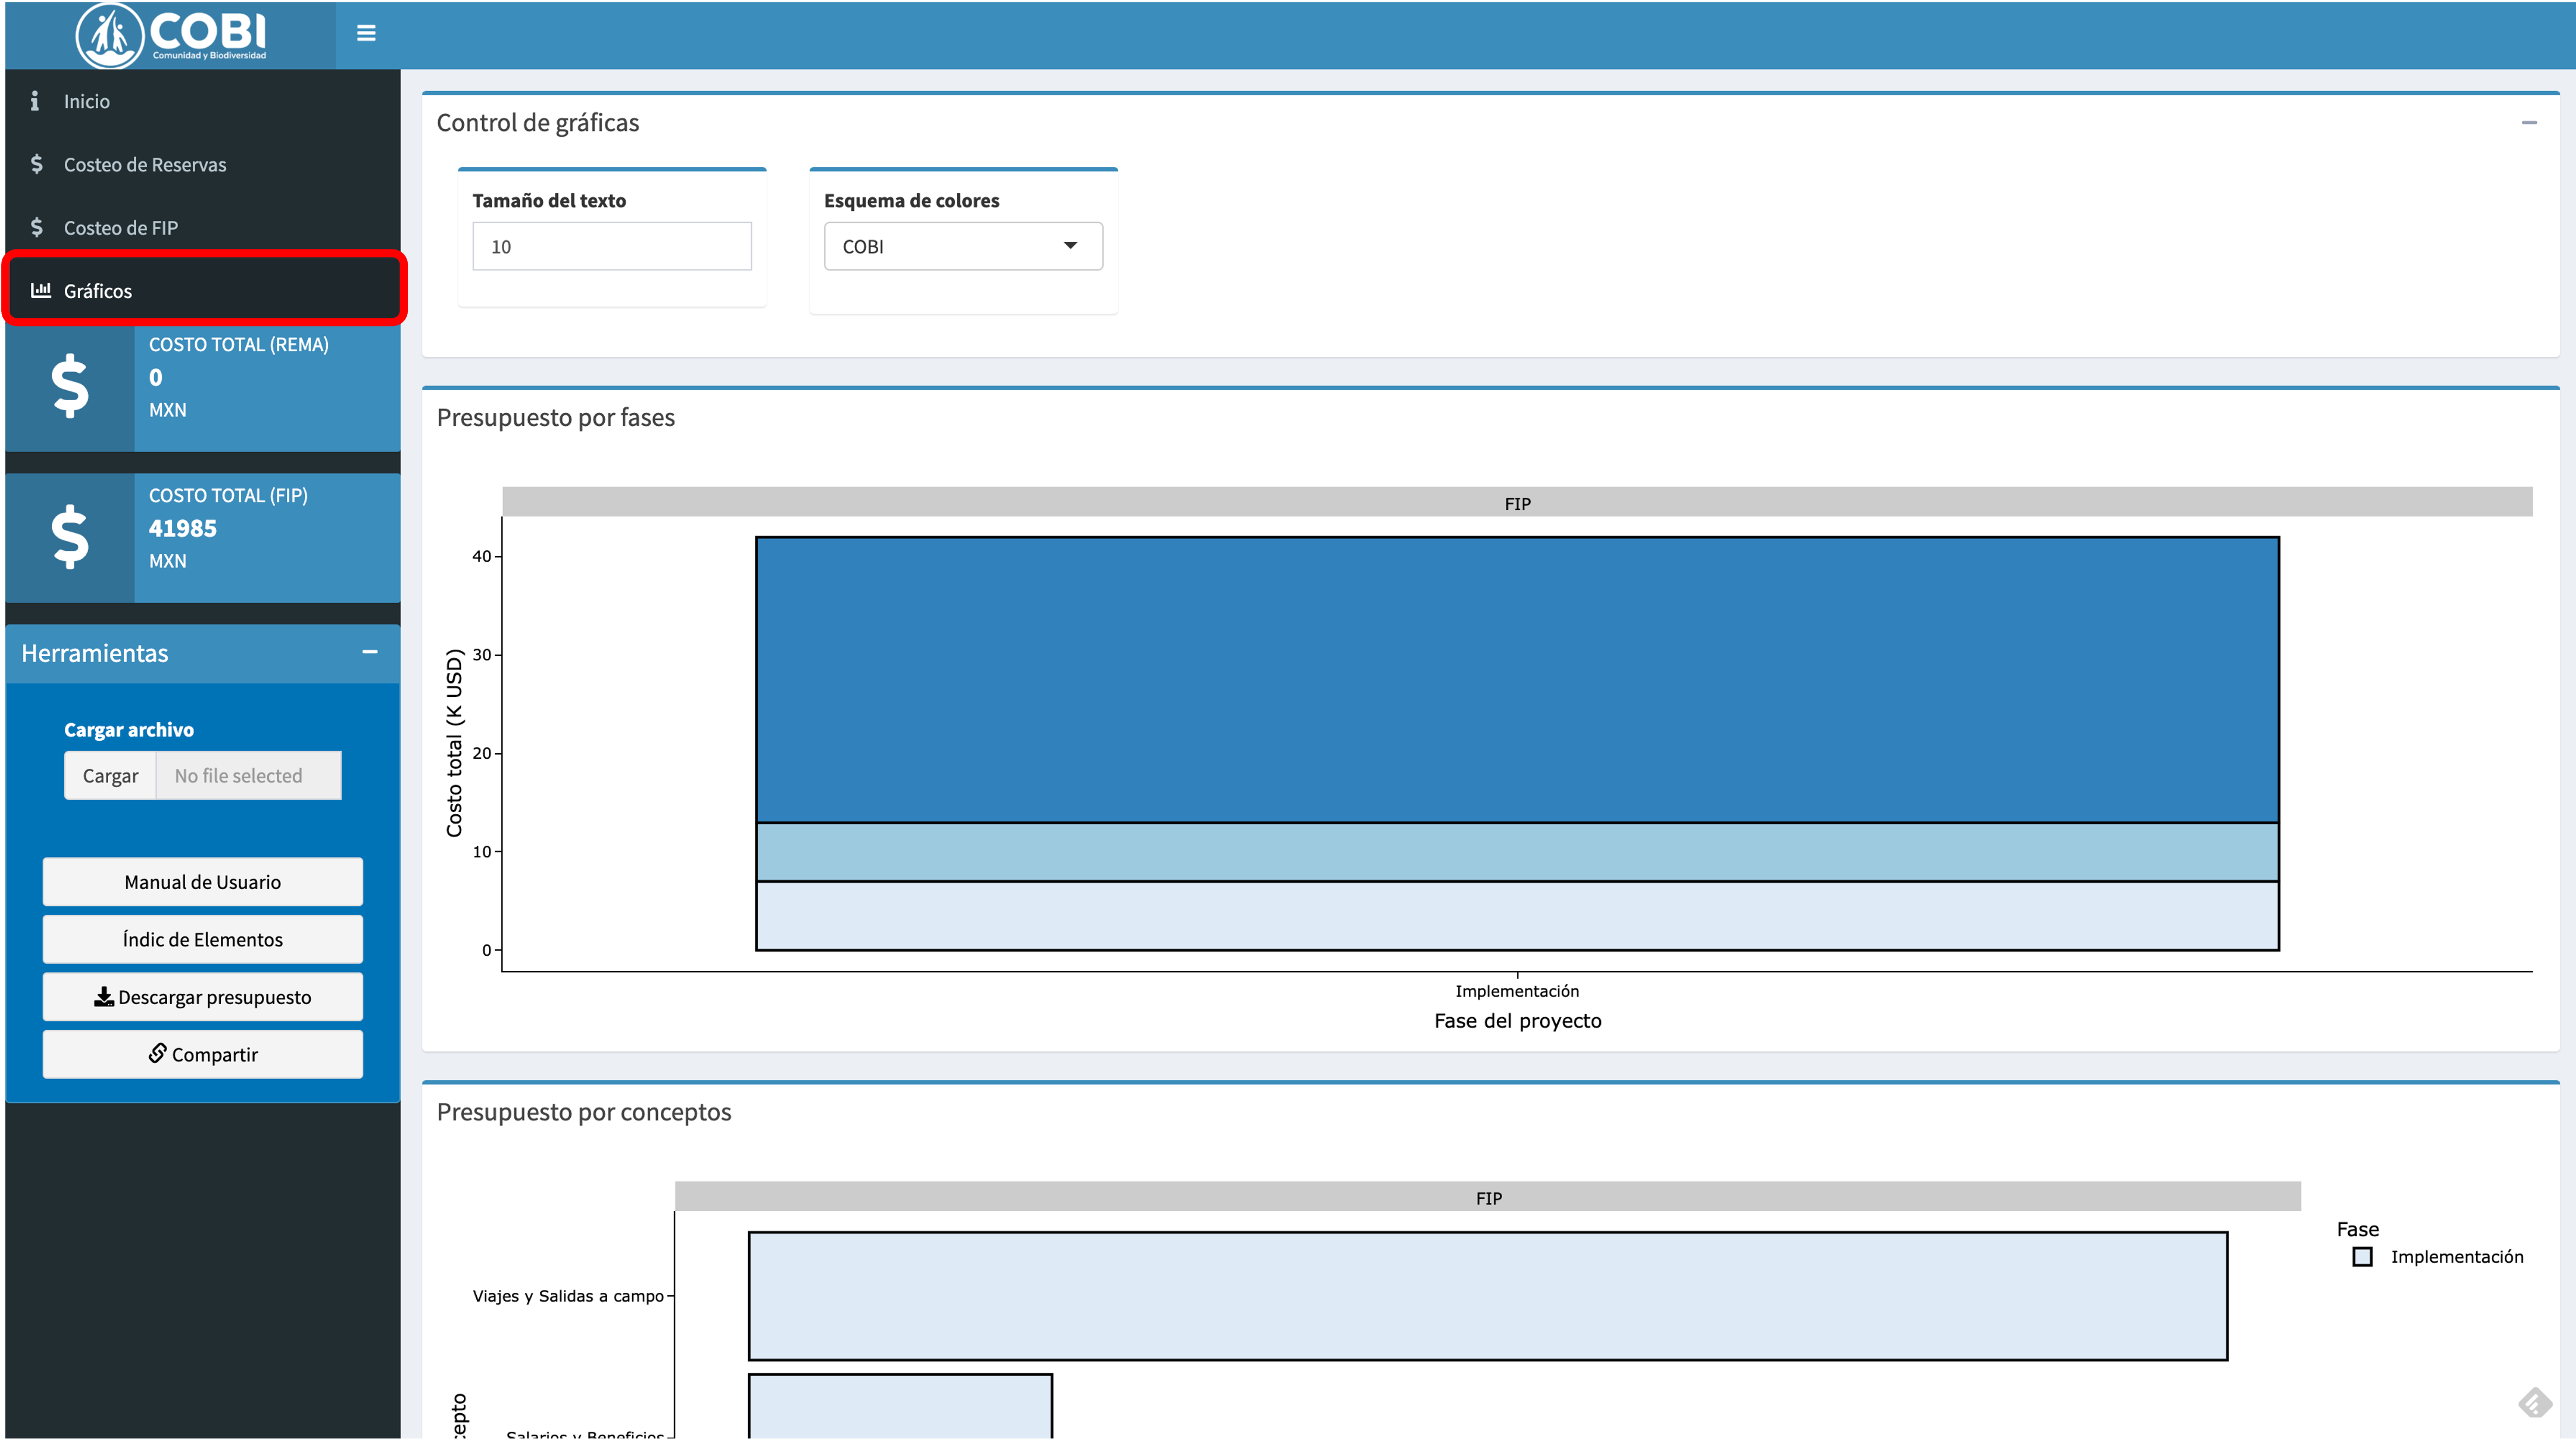 COBI
Comunidad y Biodiversidad
Inicio
Costeo de Reservas
Costeo de FIP
Gráficos
COSTO TOTAL (REMA)
0
MXN
COSTO TOTAL (FIP)
41985
MXN
Herramientas
Cargar archivo
Cargar No file selected
Manual de Usuario
Índic de Elementos
Descargar presupuesto
Compartir
Control de gráficas
Tamaño del texto
10
Esquema de colores
COBI
Presupuesto por fases
FIP
40
30
20
10
0
Costo total (K USD)
Implementación
Fase del proyecto
Presupuesto por conceptos
FIP
Viajes y Salidas a campo
Salarios y Beneficios
cepto
Fase
Implementación